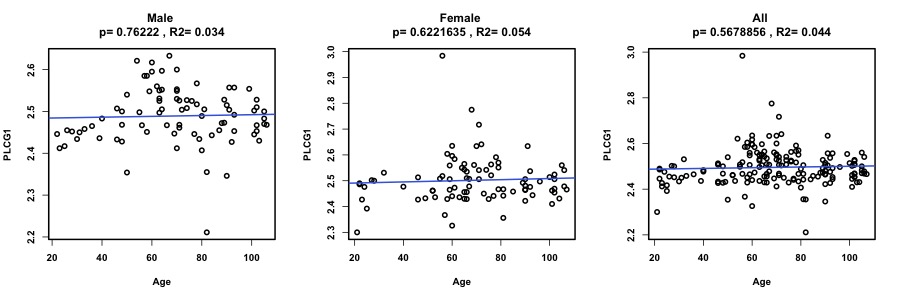 Male
p= 0.76222 , R2= 0.034
PLCG1
2.6
2.5
2.4
2.3
2.2
20 40 60 80 100
Age
Female
p= 0.6221635 , R2= 0.054
PLCG1
3.0
2.9
2.8
2.7
2.6
2.5
2.4
2.3
20 40 60 80 100
Age
All
p= 0.5678856 , R2= 0.044
PLCG1
3.0
2.8
2.6
2.4
2.2
20 40 60 80 100
Age